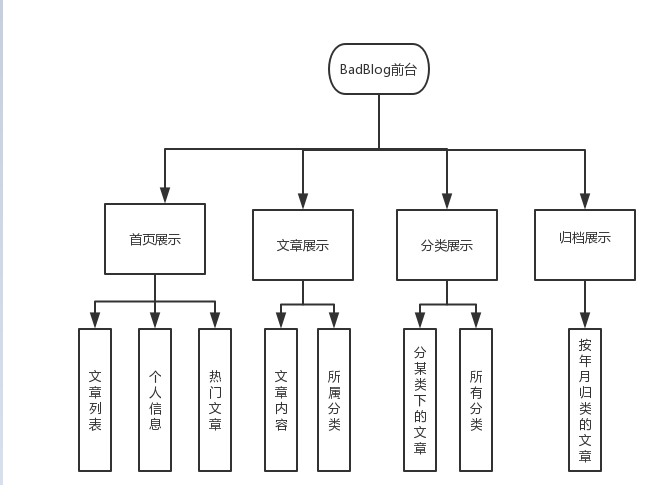 BadBlog前台
首页展示
文章展示
分类展示
归档展示
文章列表
个人信息
热门文章
文章内容
所属分类
分某类下的文章
所有分类
按年月归类的文章